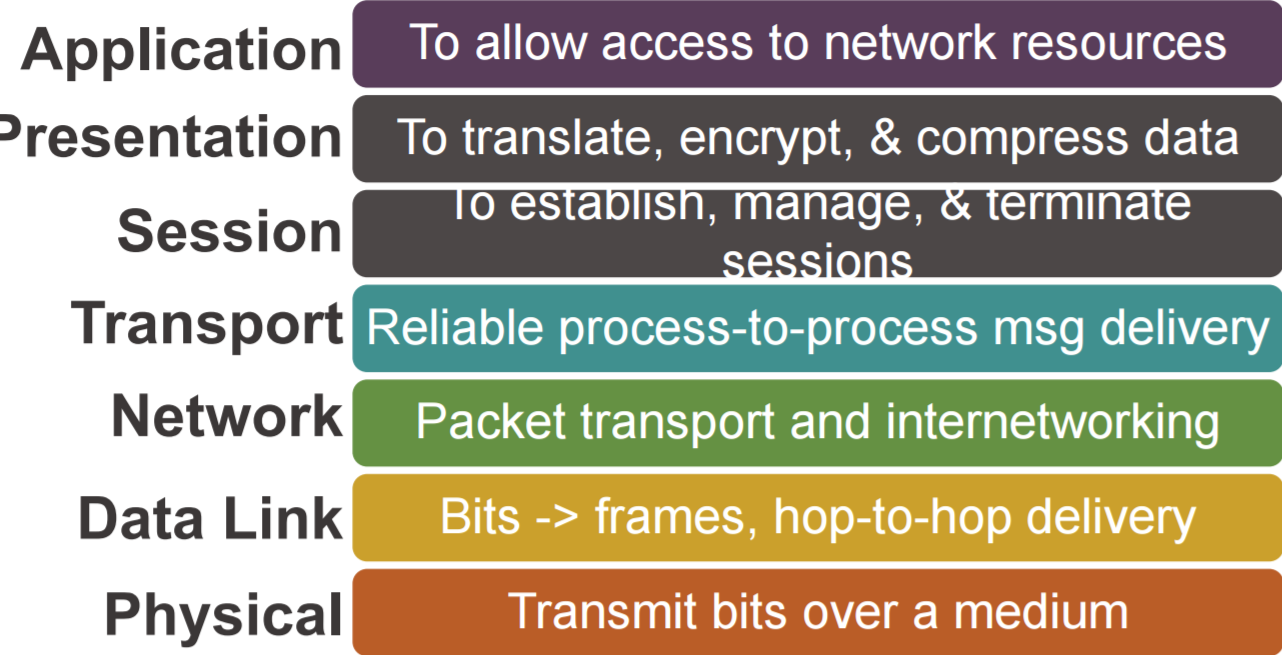 Application To allow access to network resources
Presentation To translate, encrypt, & compress data
Session To establish, manage, & terminate
sessions
Transport Reliable process-to-process msg delivery
Network Packet transport and internetworking
Data Link Bits -> frames, hop-to-hop delivery
Physical Transmit bits over a medium